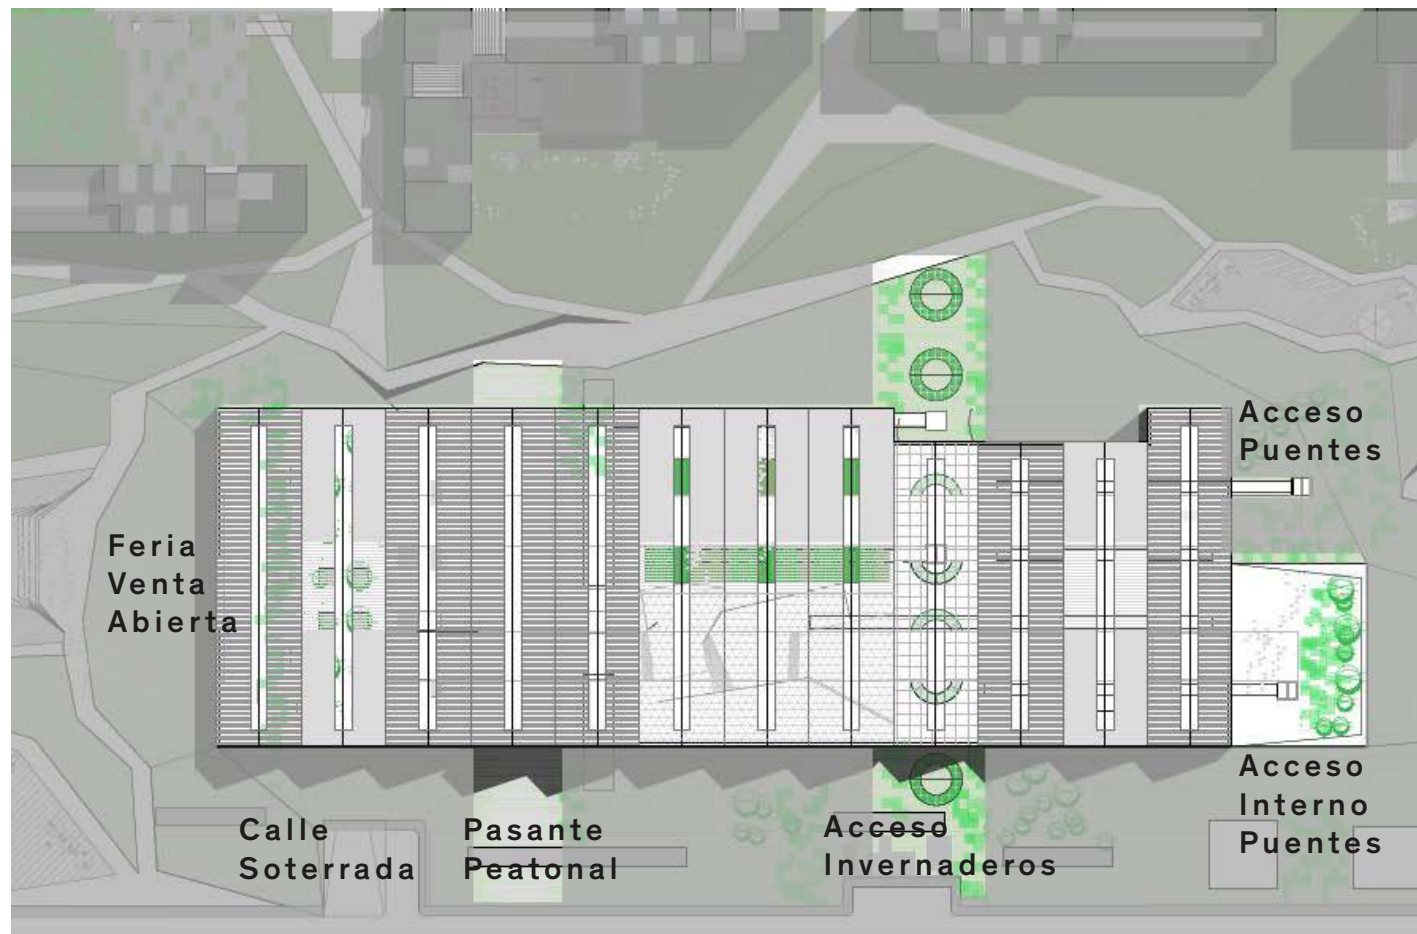 Acceso
Puentes
Feria
Venta
Abierta
Calle
Soterrada
Pasante
Peatonal
Acceso
Invernaderos
Acceso
Interno
Puentes